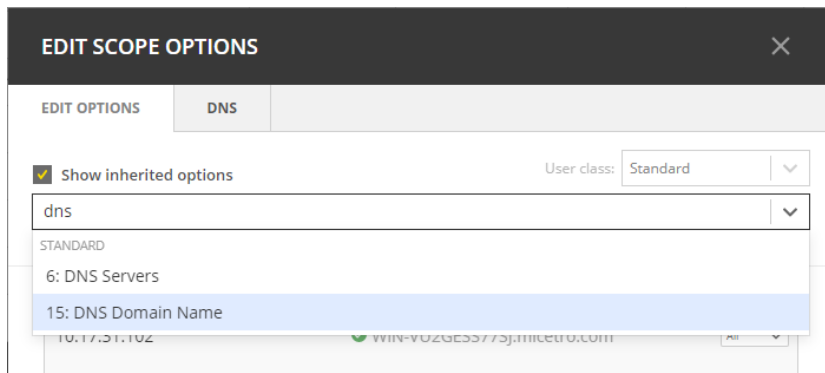 EDIT SCOPE OPTIONS
EDIT OPTIONS DNS
Show inherited options User class: Standard
dns
STANDARD
6: DNS Servers
15: DNS Domain Name
10.17.31.102 All